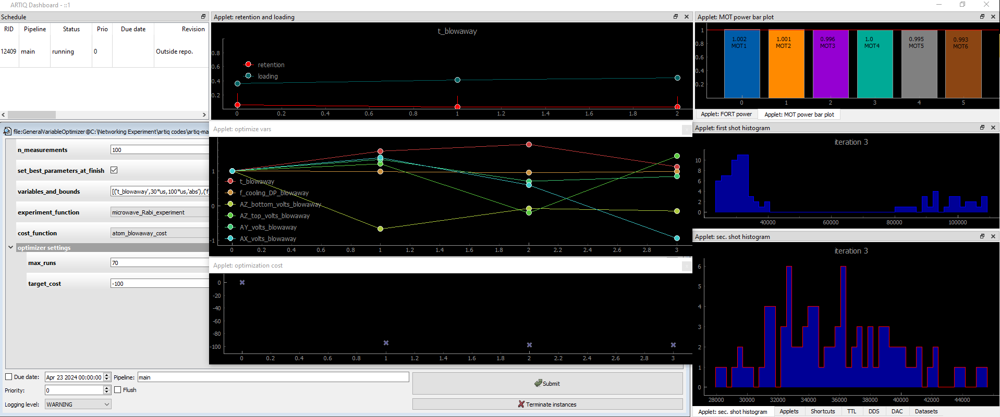 ARTIQ Dashboard - ::1
Schedule
RID Pipeline Status Prio Due date Revision
12409 main running 0 Outside repo.
Applet: retention and loading
t_blowaway
0.8
0.6
0.4
0.2
retention
loading
0 0.2 0.4 0.6 0.8 1 1.2 1.4 1.6 1.8 2
Applet: MOT power bar plot
1
0.8
0.6
0.4
0.2
1.002 1.001 0.996 1.0 0.995 0.993
MOT1 MOT2 MOT3 MOT4 MOT5 MOT6
0 1 2 3 4 5
Applet: FORT power Applet: MOT power bar plot
file:GeneralVariableOptimizer@C:\Networking Experiment\artiq codes\artiq-ma
n_measurements 100
set_best_parameters_at_finish
variables_and_bounds [('t_blowaway',30*us,100*us,'abs'),('f_
experiment_function microwave_Rabi_experiment
cost_function atom_blowaway_cost
optimizer settings
max_runs 70
target_cost -100
Applet: optimize vars
1
0
-1
t_blowaway
f_cooling_DP_blowaway
AZ_bottom_volts_blowaway
AZ_top_volts_blowaway
AY_volts_blowaway
AX_volts_blowaway
0 0.2 0.4 0.6 0.8 1 1.2 1.4 1.6 1.8 2 2.2 2.4 2.6 2.8 3
Applet: optimization cost
0
-20
-40
-60
-80
-100
0 0.2 0.4 0.6 0.8 1 1.2 1.4 1.6 1.8 2 2.2 2.4 2.6 2.8 3
Applet: first shot histogram
iteration 3
10
8
6
4
2
0
40000 60000 80000 100000
Applet: sec. shot histogram
iteration 3
6
5
4
3
2
1
0
28000 30000 32000 34000 36000 38000 40000 42000 44000
Applet: sec. shot histogram Applets Shortcuts TTL DDS DAC Datasets
Due date: Apr 23 2024 00:00:00 Pipeline: main
Priority: 0 Flush
Logging level: WARNING
Submit
Terminate instances